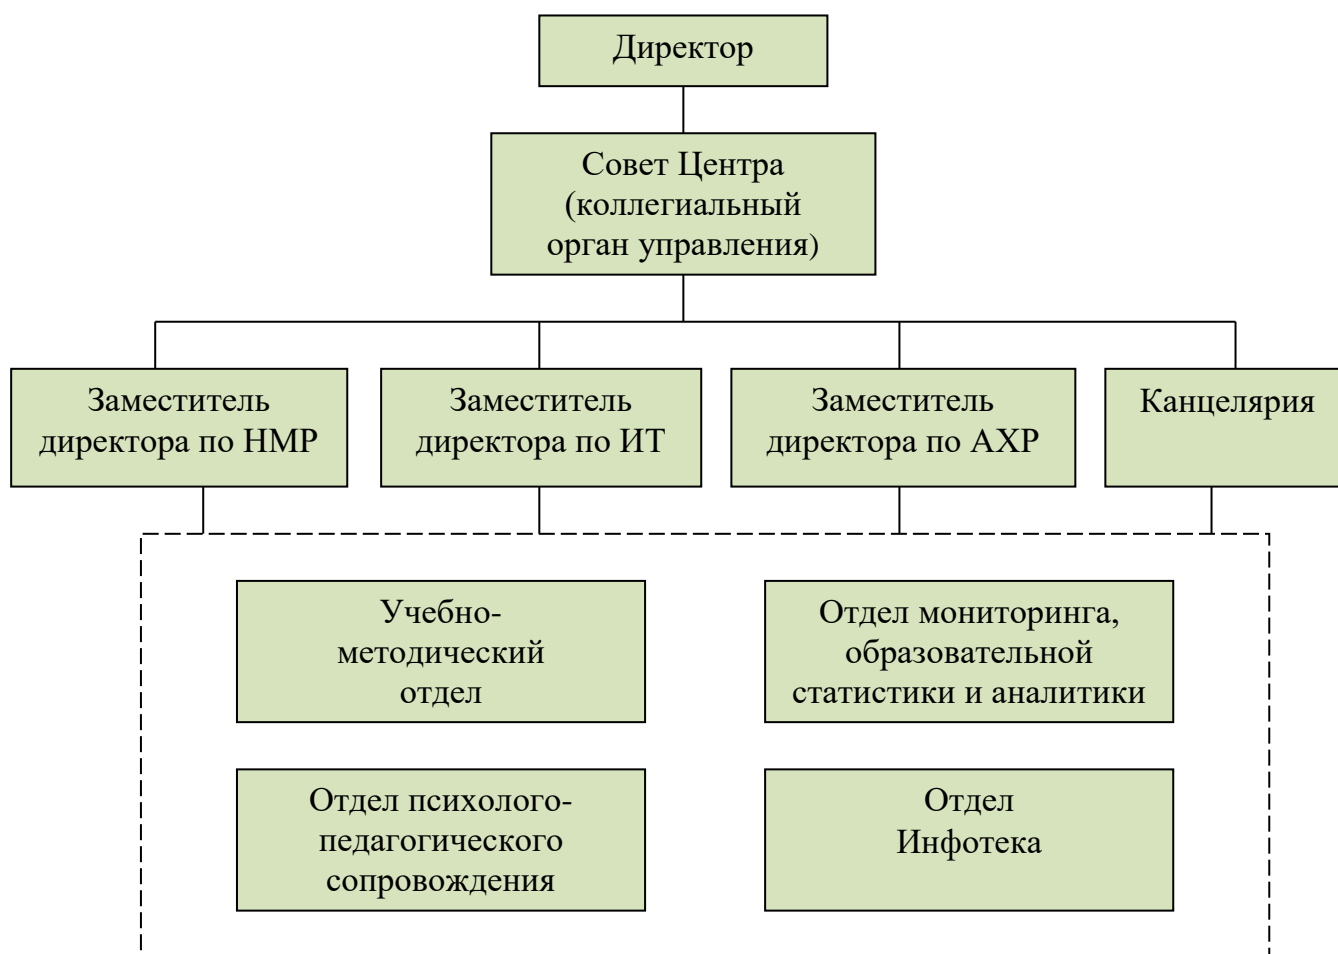 Директор
Совет Центра
(коллегиальный
орган управления)
Заместитель
директора по НМР
Заместитель
директора по ИТ
Заместитель
директора по АХР
Канцелярия
Учебно-
методический
отдел
Отдел мониторинга,
образовательной
статистики и аналитики
Отдел психолого-
педагогического
сопровождения
Отдел
Инфотека